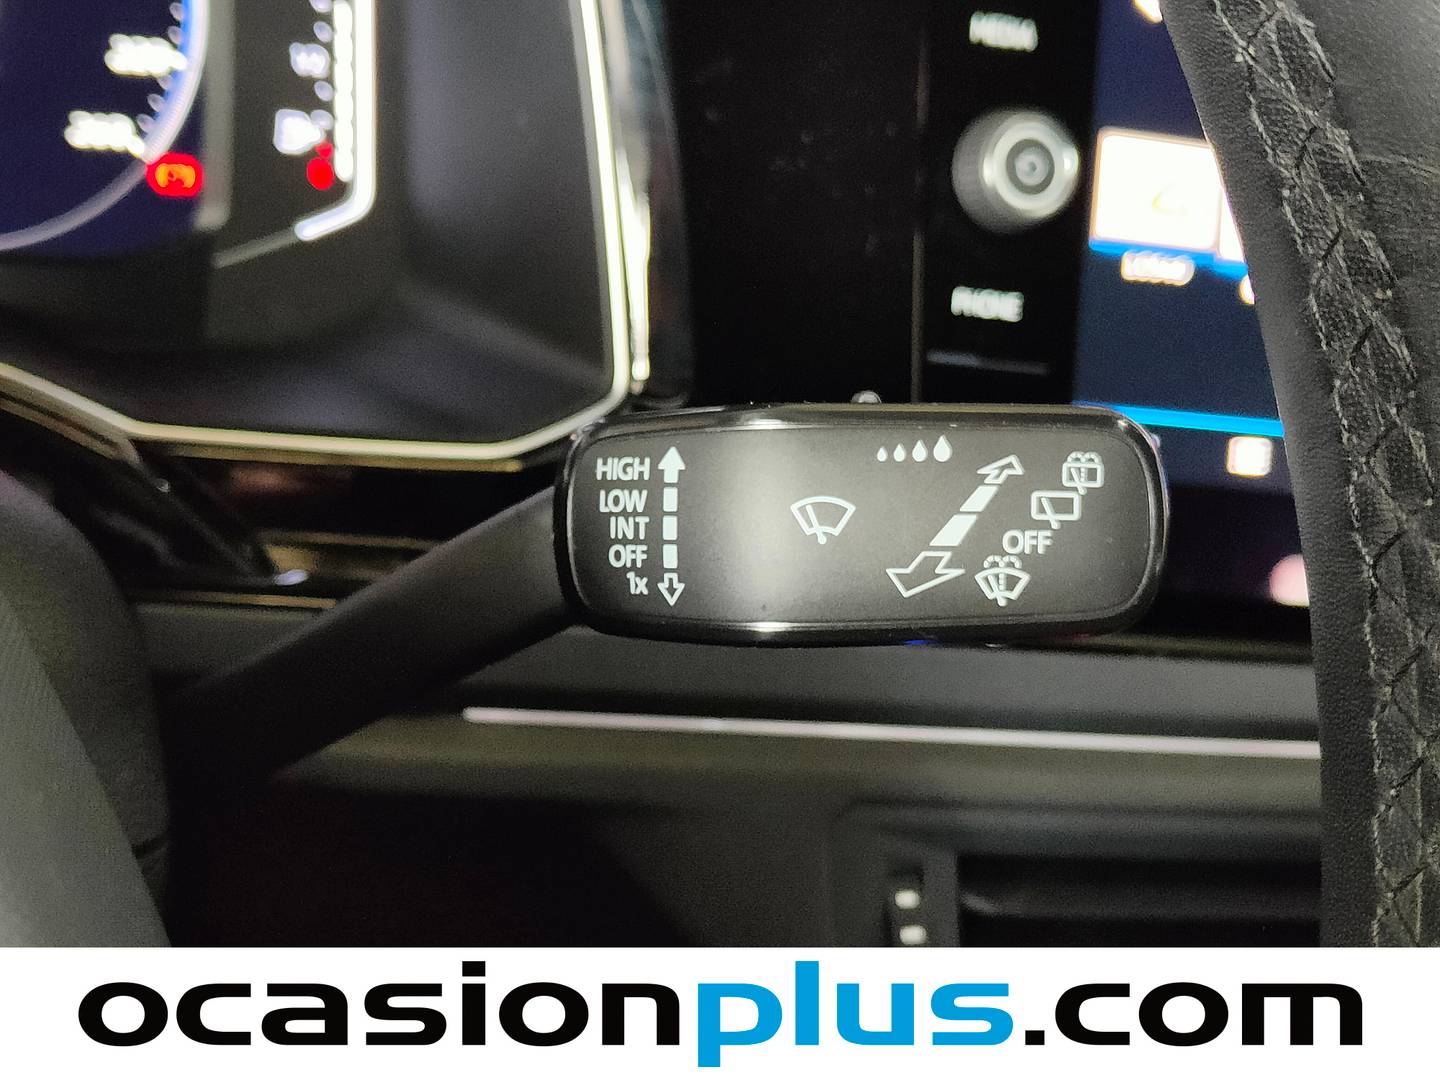 MEDIA
PHONE
HIGH
LOW
INT
OFF
1x
OFF
ocasionplus.com